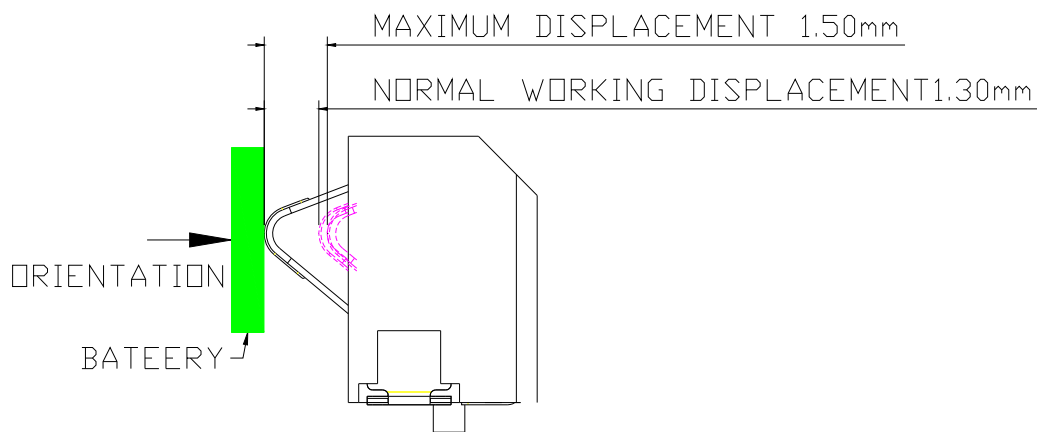 MAXIMUM DISPLACEMENT 1.50mm
NORMAL WORKING DISPLACEMENT1.30mm
ORIENTATION
BATEERY